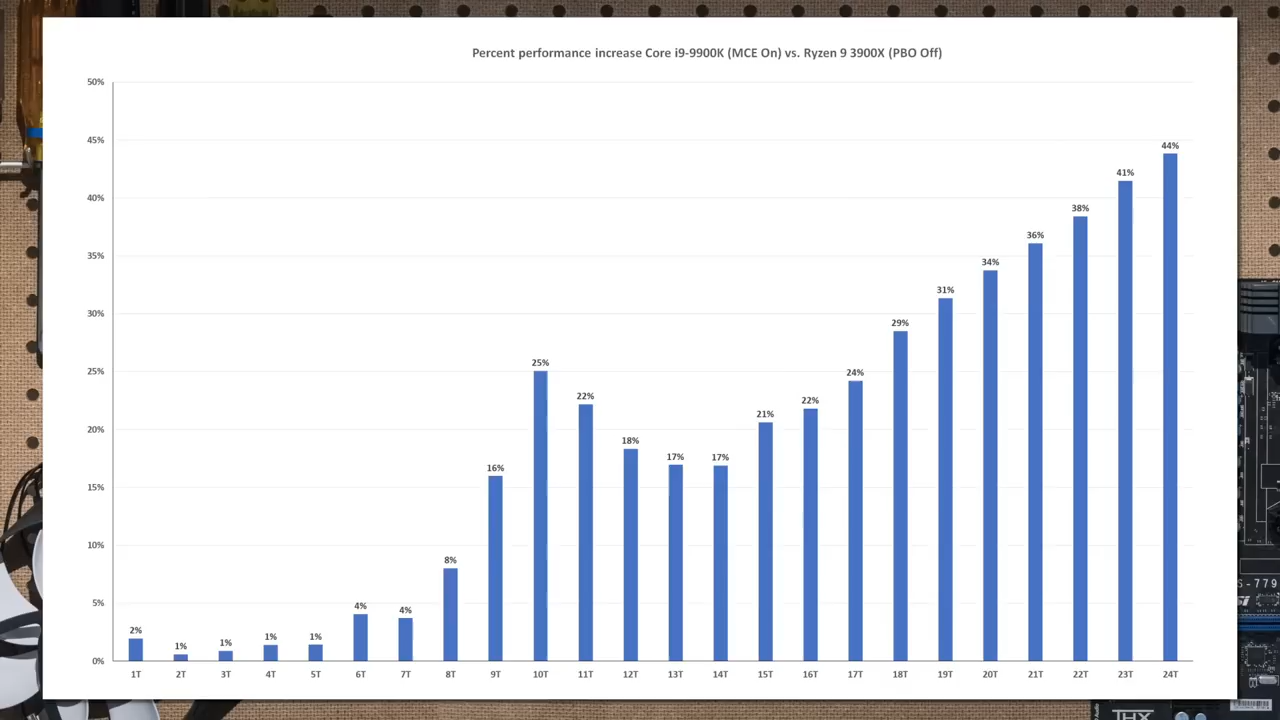 Percent performance increase Core i9-9900K (MCE On) vs. Ryzen 9 3900X (PBO Off)
50%
45%
40%
35%
30%
25%
20%
15%
10%
5%
0%
2%
1%
1%
1%
1%
4%
4%
8%
16%
25%
22%
18%
17%
17%
21%
22%
24%
29%
31%
34%
36%
38%
41%
44%
1T
2T
3T
4T
5T
6T
7T
8T
9T
10T
11T
12T
13T
14T
15T
16T
17T
18T
19T
20T
21T
22T
23T
24T
S-779
THX